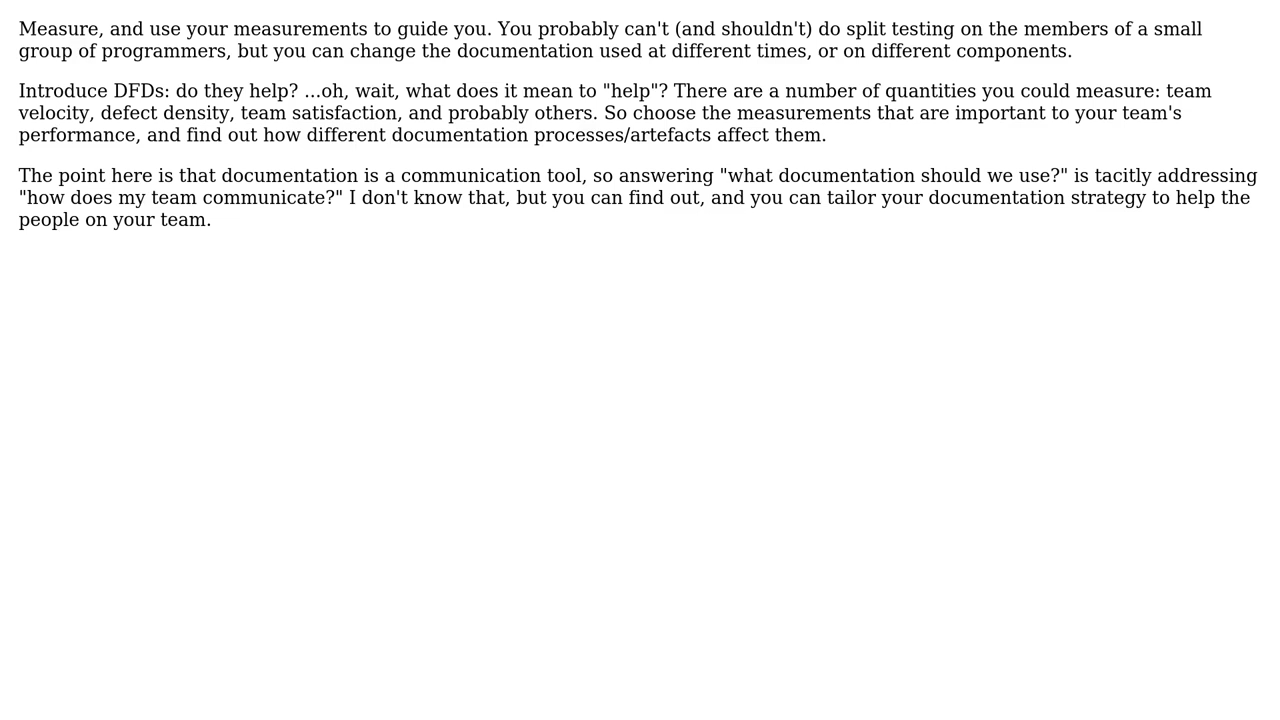 Measure, and use your measurements to guide you. You probably can't (and shouldn't) do split testing on the members of a small
group of programmers, but you can change the documentation used at different times, or on different components.
Introduce DFDs: do they help? ...oh, wait, what does it mean to "help"? There are a number of quantities you could measure: team
velocity, defect density, team satisfaction, and probably others. So choose the measurements that are important to your team's
performance, and find out how different documentation processes/artefacts affect them.
The point here is that documentation is a communication tool, so answering "what documentation should we use?" is tacitly addressing
"how does my team communicate?" I don't know that, but you can find out, and you can tailor your documentation strategy to help the
people on your team.